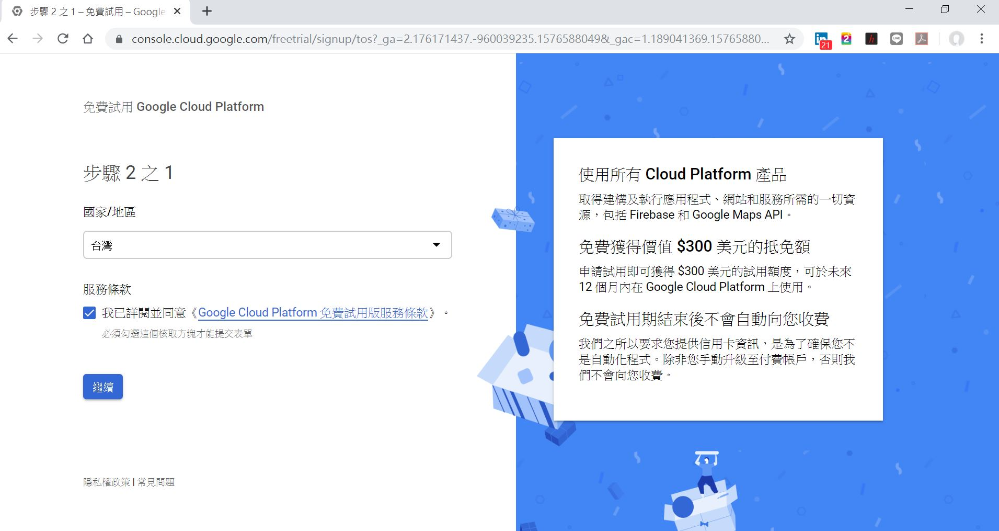 步驟 2 之 1 – 免費試用 – Google
console.cloud.google.com/freetrial/signup/tos?_ga=2.176171437.-960039235.1576588049&_gac=1.189041369.15765880...
21
2
h
LINE
免費試用 Google Cloud Platform
步驟 2 之 1
國家/地區
台灣
服務條款
我已詳閱並同意《Google Cloud Platform 免費試用版服務條款》。
必須勾選這個核取方塊才能提交表單
繼續
隱私權政策 | 常見問題
使用所有 Cloud Platform 產品
取得建構及執行應用程式、網站和服務所需的一切資
源，包括 Firebase 和 Google Maps API。
免費獲得價值 $300 美元的抵免額
申請試用即可獲得 $300 美元的試用額度，可於未來
12 個月內在 Google Cloud Platform 上使用。
免費試用期結束後不會自動向您收費
我們之所以要求您提供信用卡資訊，是為了確保您不
是自動化程式。除非您手動升級至付費帳戶，否則我
們不會向您收費。